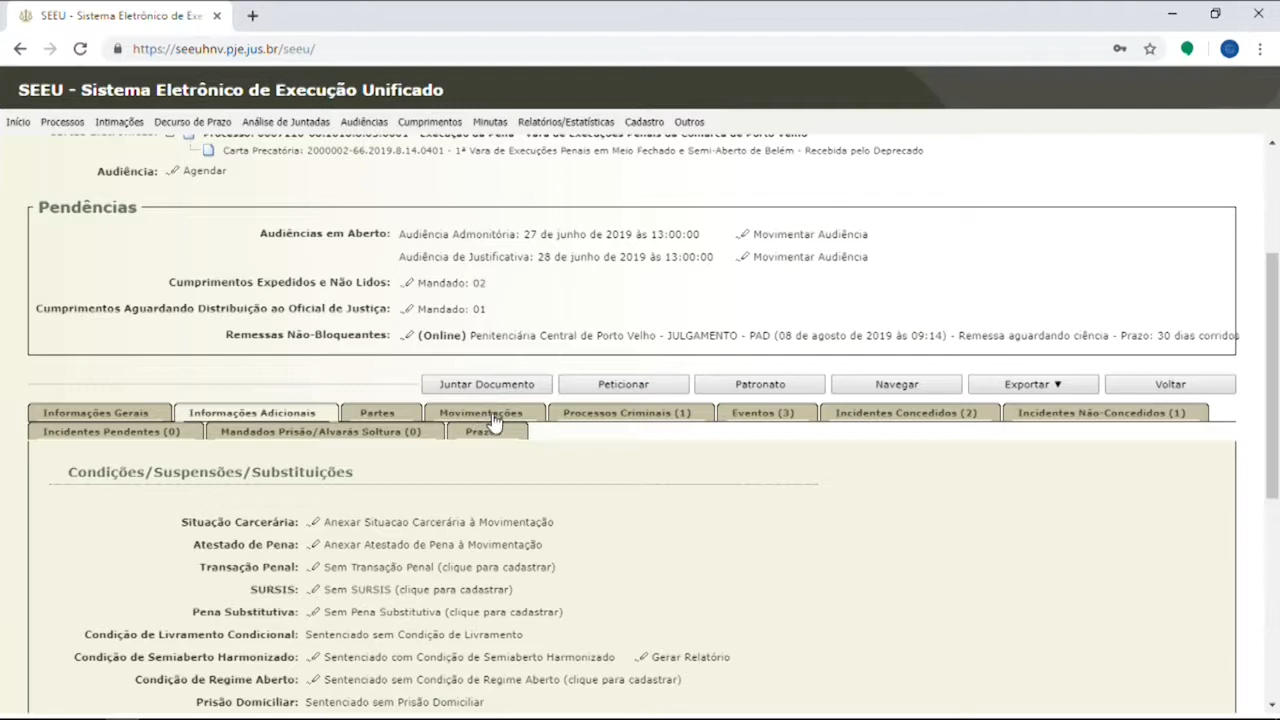 SEEU - Sistema Eletrônico de Exe
https://seeuhnv.pje.jus.br/seeu/
SEEU - Sistema Eletrônico de Execução Unificado
Início Processos Intimações Decurso de Prazo Análise de Juntadas Audiências Cumprimentos Minutas Relatórios/Estatísticas Cadastro Outros
Execução da Pena - Vara de Execuções Penais da Comarca de Porto Velho
Carta Precatória: 2000002-66.2019.8.14.0401 - 1ª Vara de Execuções Penais em Meio Fechado e Semi-Aberto de Belém - Recebida pelo Deprecado
Audiência: Agendar
Pendências
Audiências em Aberto: Audiência Admonitória: 27 de junho de 2019 às 13:00:00 Movimentar Audiência
Audiência de Justificativa: 28 de junho de 2019 às 13:00:00 Movimentar Audiência
Cumprimentos Expedidos e Não Lidos: Mandado: 02
Cumprimentos Aguardando Distribuição ao Oficial de Justiça: Mandado: 01
Remessas Não-Bloqueantes: (Online) Penitenciária Central de Porto Velho - JULGAMENTO - PAD (08 de agosto de 2019 às 09:14) - Remessa aguardando ciência - Prazo: 30 dias corridos
Juntar Documento Peticionar Patronato Navegar Exportar ▼ Voltar
Informações Gerais Informações Adicionais Partes Movimentações Processos Criminais (1) Eventos (3) Incidentes Concedidos (2) Incidentes Não-Concedidos (1)
Incidentes Pendentes (0) Mandados Prisão/Alvarás Soltura (0)
Condições/Suspensões/Substituições
Situação Carcerária: Anexar Situacao Carcerária à Movimentação
Atestado de Pena: Anexar Atestado de Pena à Movimentação
Transação Penal: Sem Transação Penal (clique para cadastrar)
SURSIS: Sem SURSIS (clique para cadastrar)
Pena Substitutiva: Sem Pena Substitutiva (clique para cadastrar)
Condição de Livramento Condicional: Sentenciado sem Condição de Livramento
Condição de Semiaberto Harmonizado: Sentenciado com Condição de Semiaberto Harmonizado Gerar Relatório
Condição de Regime Aberto: Sentenciado sem Condição de Regime Aberto (clique para cadastrar)
Prisão Domiciliar: Sentenciado sem Prisão Domiciliar